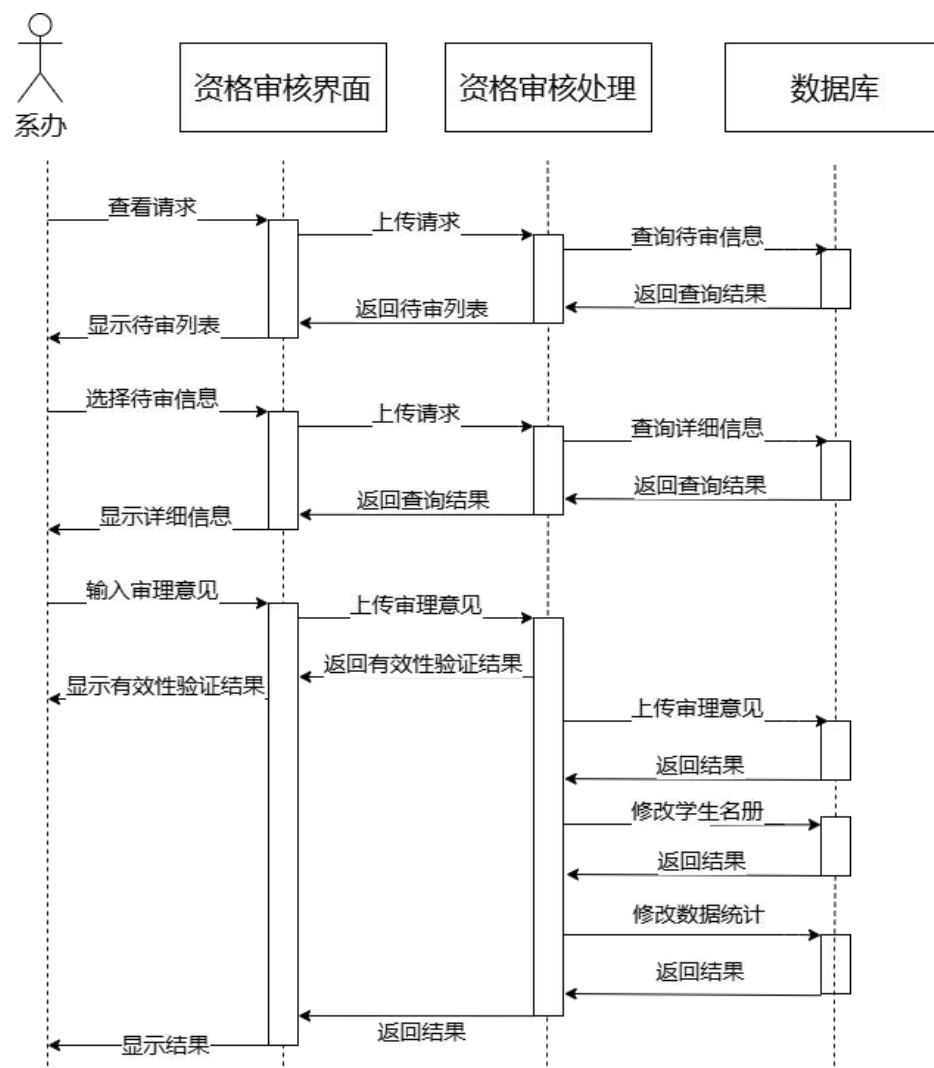 系办
资格审核界面
资格审核处理
数据库
查看请求
上传请求
查询待审信息
返回查询结果
返回待审列表
显示待审列表
选择待审信息
上传请求
查询详细信息
返回查询结果
返回查询结果
显示详细信息
输入审理意见
上传审理意见
返回有效性验证结果
显示有效性验证结果
上传审理意见
返回结果
修改学生名册
返回结果
修改数据统计
返回结果
返回结果
显示结果